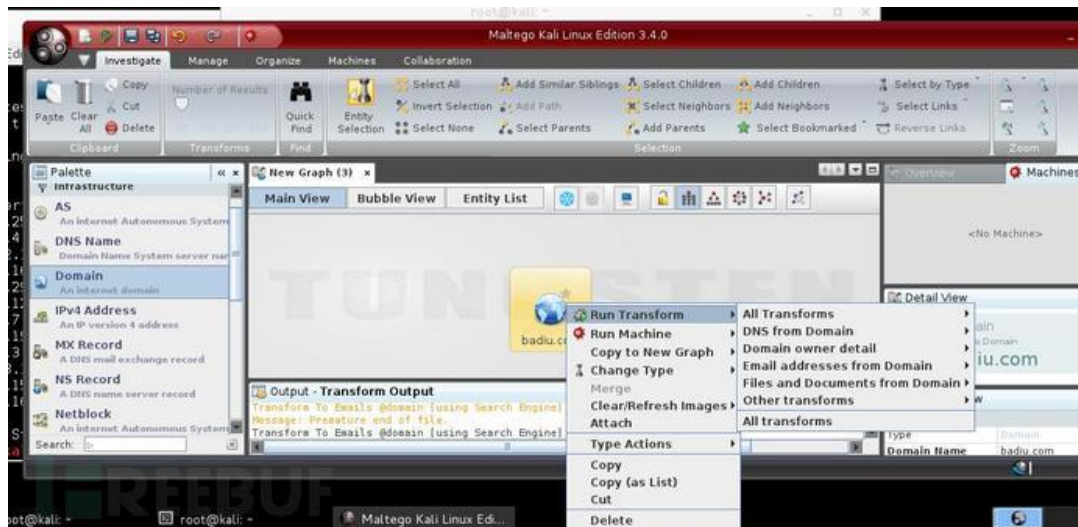 root@kali: ~
Maltego Kali Linux Edition 3.4.0
Investigate Manage Organize Machines Collaboration
Paste Clear All Copy Cut Delete
Number of Results
Quick Find
Entity Selection
Select All Invert Selection Select None
Add Similar Siblings Add Path Select Parents
Select Children Select Neighbors Add Parents
Add Children Add Neighbors Select Bookmarked
Select by Type Select Links Reverse Links
Clipboard Transforms Find Selection Zoom
Palette
Infrastructure
AS
An internet Autonomous System
DNS Name
Domain Name System server nam
Domain
An internet domain
IPv4 Address
An IP version 4 address
MX Record
A DNS mail exchange record
NS Record
A DNS name server record
Netblock
An internet Autonomous System
Search:
New Graph (3)
Main View Bubble View Entity List
TUNGSTEN
badiu.c
Run Transform
Run Machine
Copy to New Graph
Change Type
Merge
Clear/Refresh Images
Attach
Type Actions
Copy
Copy (as List)
Cut
Delete
All Transforms
DNS from Domain
Domain owner detail
Email addresses from Domain
Files and Documents from Domain
Other transforms
All transforms
Output - Transform Output
Transform To Emails @domain [using Search Engine]
Message: Premature end of file.
Transform To Emails @domain [using Search Engine]
Overview Machines
<No Machine>
Detail View
ain
Domain
iu.com
Type Domain
Domain Name badiu.com
FREEBUF
oot@kali: ~
root@kali: ~
Maltego Kali Linux Edi...